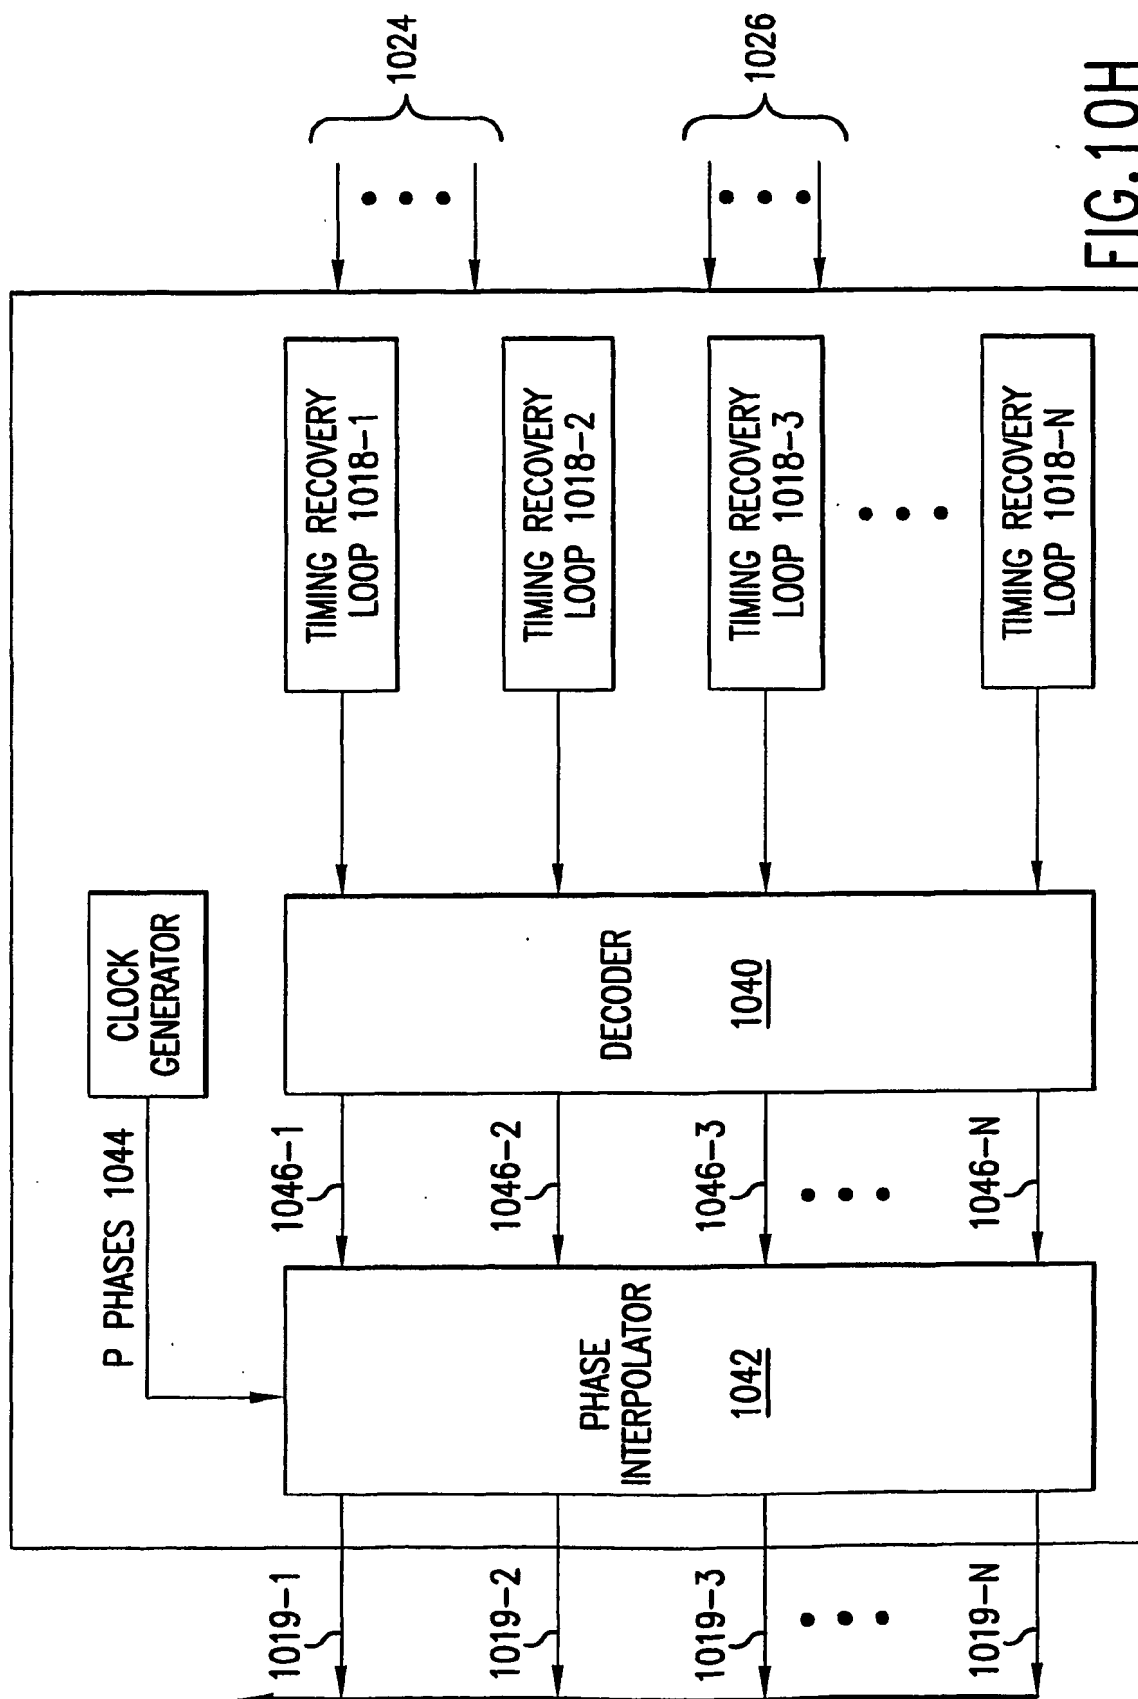 1024
1026
TIMING RECOVERY
LOOP 1018-1
TIMING RECOVERY
LOOP 1018-2
TIMING RECOVERY
LOOP 1018-3
TIMING RECOVERY
LOOP 1018-N
CLOCK
GENERATOR
DECODER
1040
P PHASES 1044
1046-1
1046-2
1046-3
1046-N
PHASE
INTERPOLATOR
1042
1019-1
1019-2
1019-3
1019-N
FIG.10H